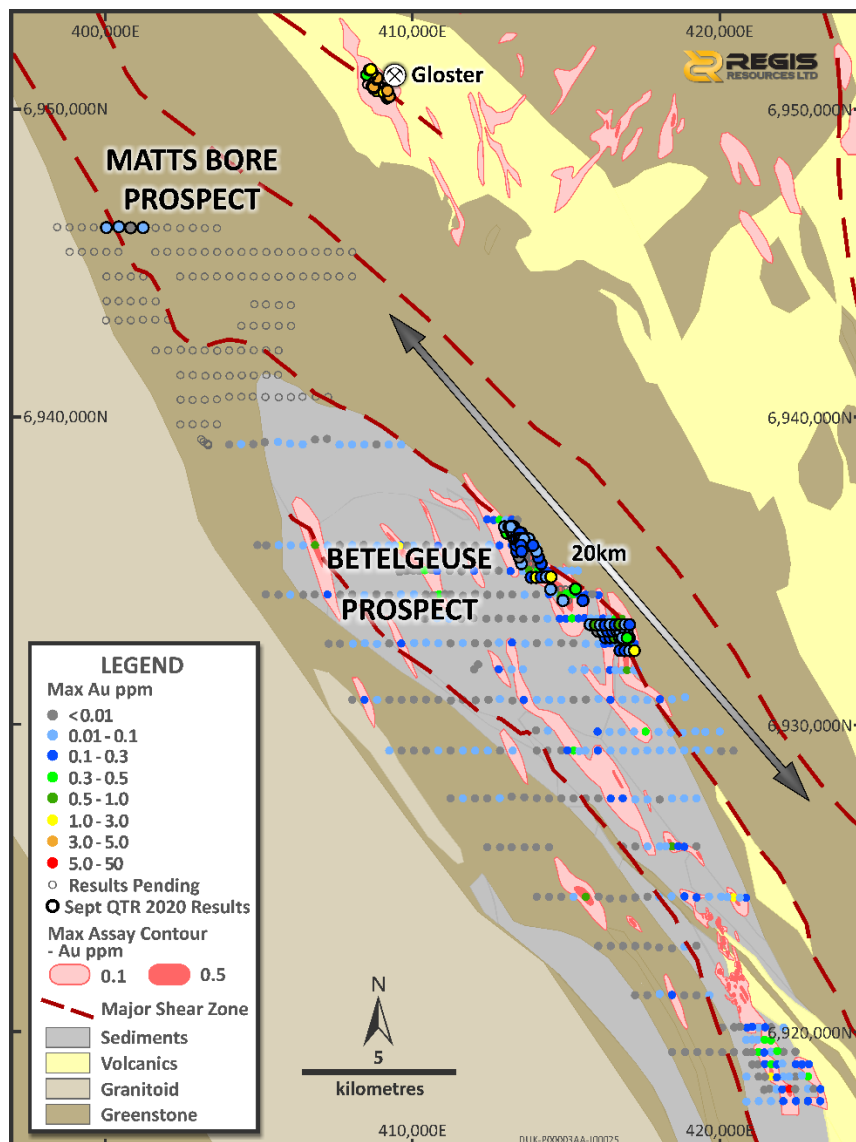 400,000E
410,000E
420,000E
REGIS
RESOURCES LTD
Gloster
6,950,000N
6,950,000N
MATTS BORE
PROSPECT
6,940,000N
6,940,000N
20km
BETELGEUSE
PROSPECT
6,930,000N
LEGEND
Max Au ppm
<0.01
0.01 - 0.1
0.1 - 0.3
0.3 - 0.5
0.5 - 1.0
1.0 - 3.0
3.0 - 5.0
5.0 - 50
Results Pending
Sept QTR 2020 Results
Max Assay Contour
- Au ppm
0.1 0.5
Major Shear Zone
Sediments
Volcanics
Granitoid
Greenstone
N
5
kilometres
6,920,000N
410,000E
420,000E